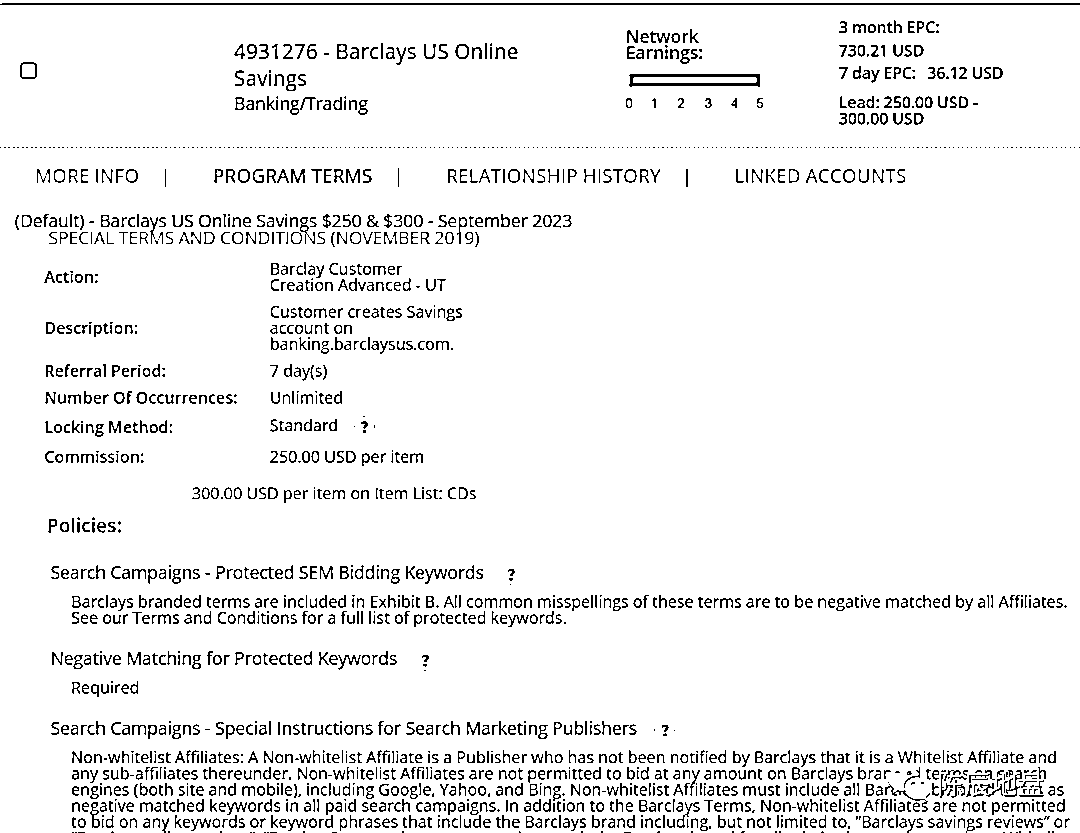 4931276 - Barclays US Online
Savings
Banking/Trading
Network
Earnings:
0 1 2 3 4 5
3 month EPC:
730.21 USD
7 day EPC: 36.12 USD
Lead: 250.00 USD -
300.00 USD
MORE INFO | PROGRAM TERMS | RELATIONSHIP HISTORY | LINKED ACCOUNTS
(Default) - Barclays US Online Savings $250 & $300 - September 2023
SPECIAL TERMS AND CONDITIONS (NOVEMBER 2019)
Action: Barclay Customer
Creation Advanced - UT
Description: Customer creates Savings
account on
banking.barclaysus.com.
Referral Period: 7 day(s)
Number Of Occurrences: Unlimited
Locking Method: Standard ?
Commission: 250.00 USD per item
300.00 USD per item on Item List: CDs
Policies:
Search Campaigns - Protected SEM Bidding Keywords ?
Barclays branded terms are included in Exhibit B. All common misspellings of these terms are to be negative matched by all Affiliates.
See our Terms and Conditions for a full list of protected keywords.
Negative Matching for Protected Keywords ?
Required
Search Campaigns - Special Instructions for Search Marketing Publishers ?
Non-whitelist Affiliates: A Non-whitelist Affiliate is a Publisher who has not been notified by Barclays that it is a Whitelist Affiliate and
any sub-affiliates thereunder. Non-whitelist Affiliates are not permitted to bid at any amount on Barclays
engines (both site and mobile), including Google, Yahoo, and Bing. Non-whitelist Affiliates must include all as
negative matched keywords in all paid search campaigns. In addition to the Barclays Terms, Non-whitelist Affiliates are not permitted
to bid on any keywords or keyword phrases that include the Barclays brand including, but not limited to, "Barclays savings reviews" or